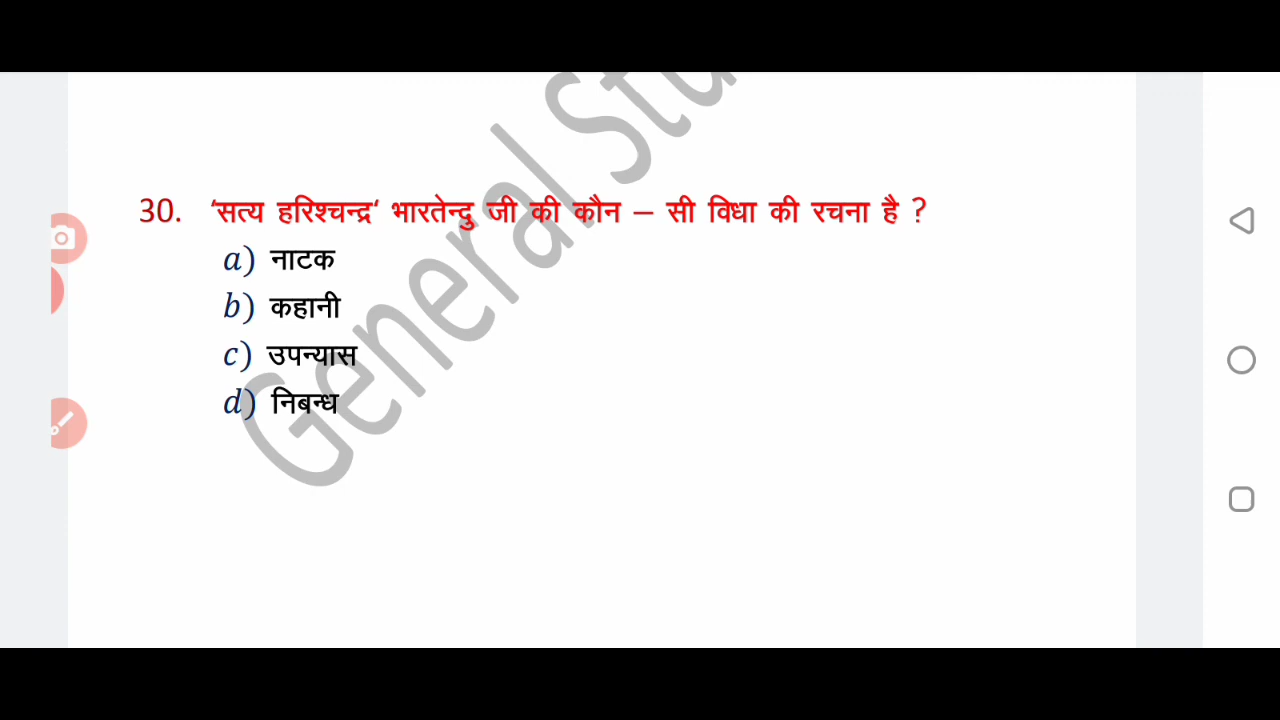 General Stu
30. ‘सत्य हरिश्चन्द्र‘ भारतेन्दु जी की कौन – सी विधा की रचना है ?
a) नाटक
b) कहानी
c) उपन्यास
d) निबन्ध